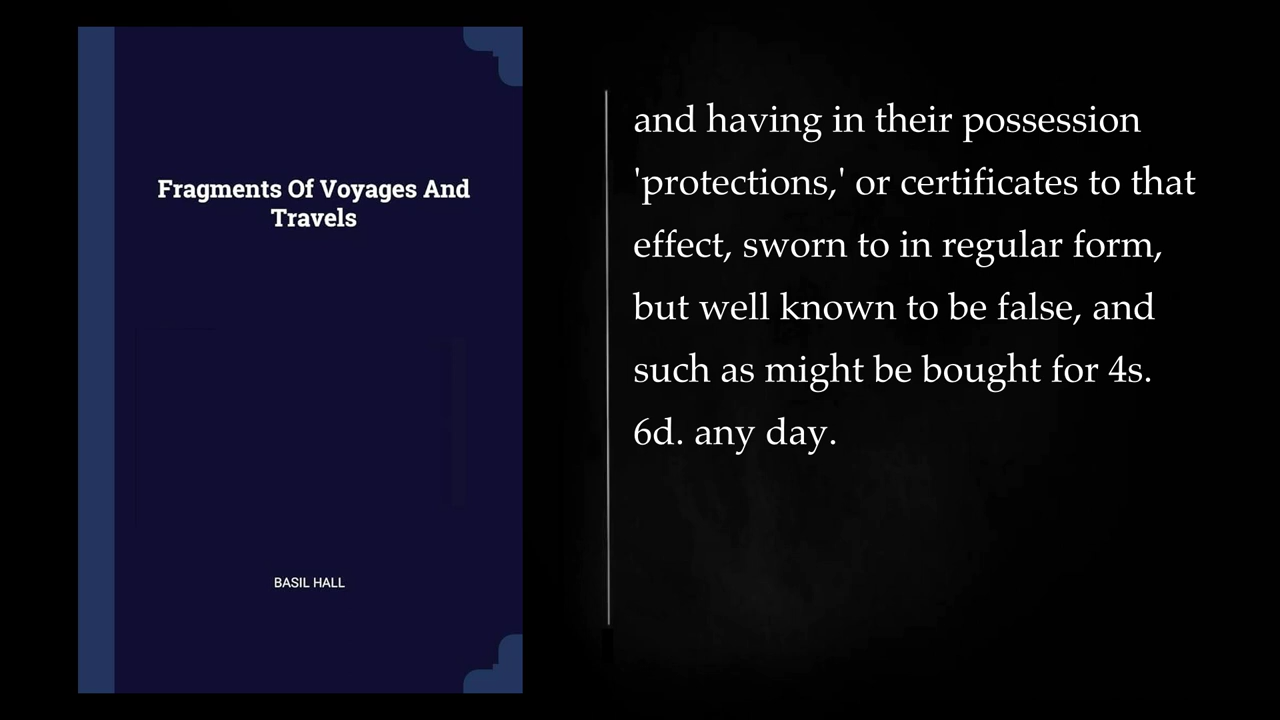 Fragments Of Voyages And
Travels
BASIL HALL
and having in their possession
'protections,' or certificates to that
effect, sworn to in regular form,
but well known to be false, and
such as might be bought for 4s.
6d. any day.